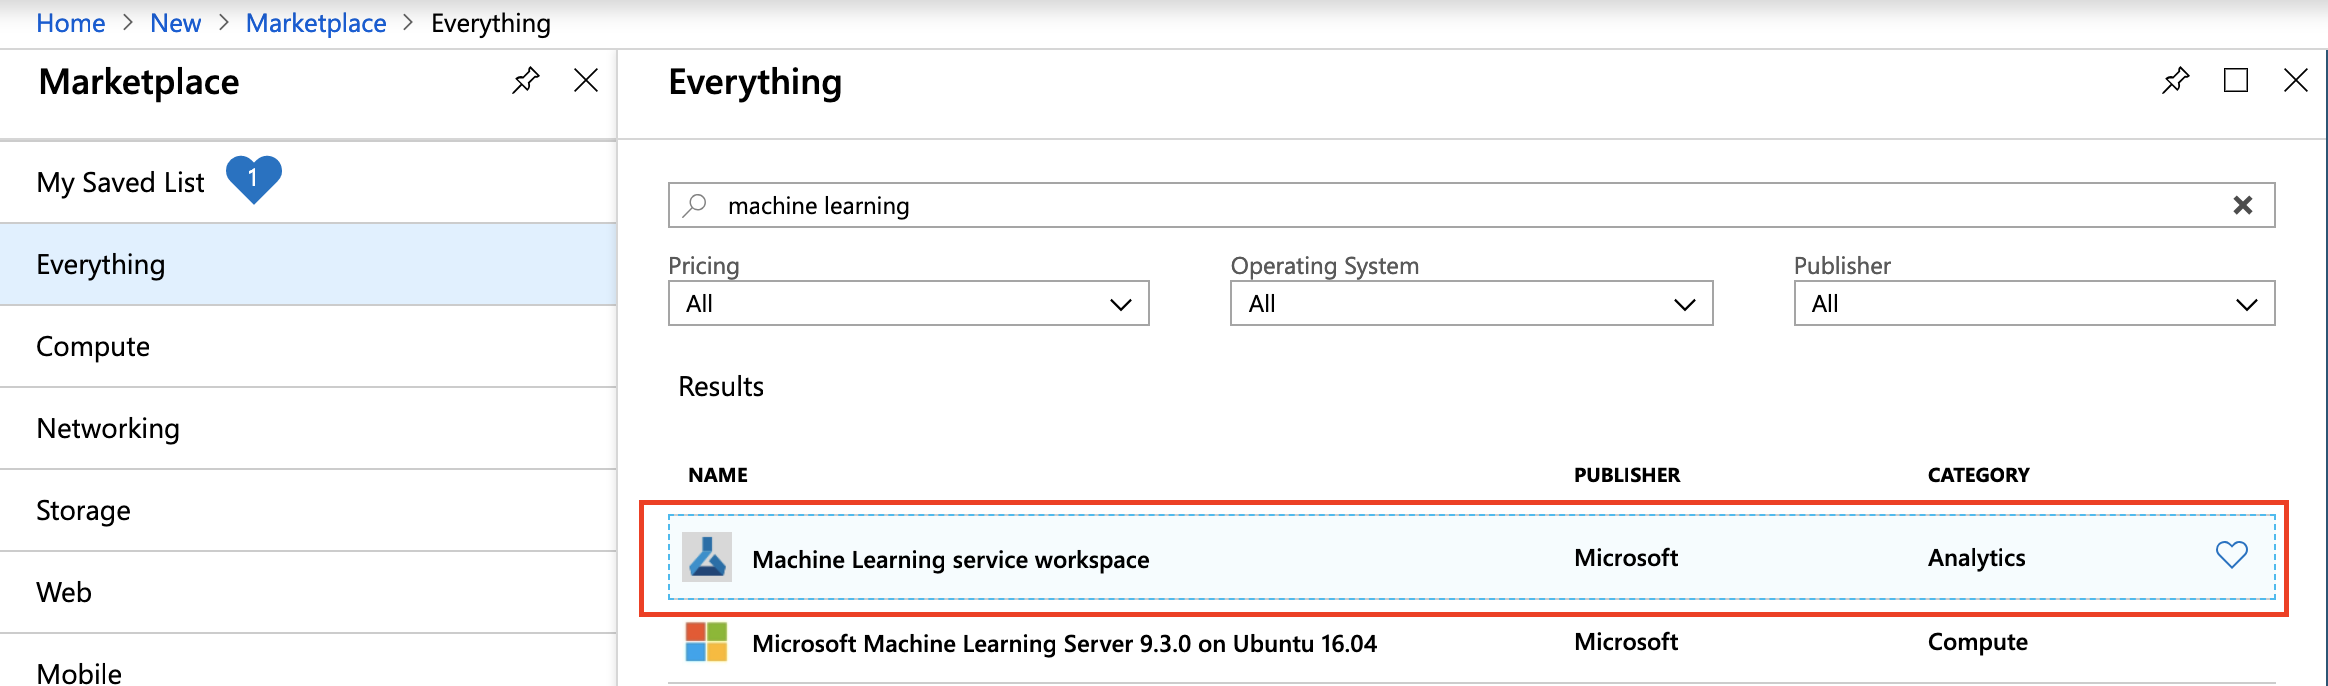 Home > New > Marketplace > Everything
Marketplace
My Saved List 1
Everything
Compute
Networking
Storage
Web
Mobile
Everything
machine learning
Pricing Operating System Publisher
All All All
Results
NAME PUBLISHER CATEGORY
Machine Learning service workspace Microsoft Analytics
Microsoft Machine Learning Server 9.3.0 on Ubuntu 16.04 Microsoft Compute